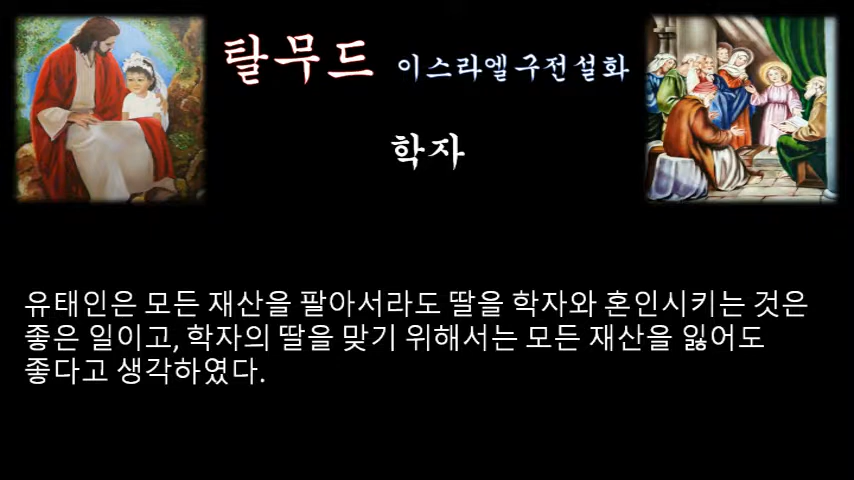 탈무드 이스라엘 구전 설화
학자
유태인은 모든 재산을 팔아서라도 딸을 학자와 혼인시키는 것은
좋은 일이고, 학자의 딸을 맞기 위해서는 모든 재산을 잃어도
좋다고 생각하였다.